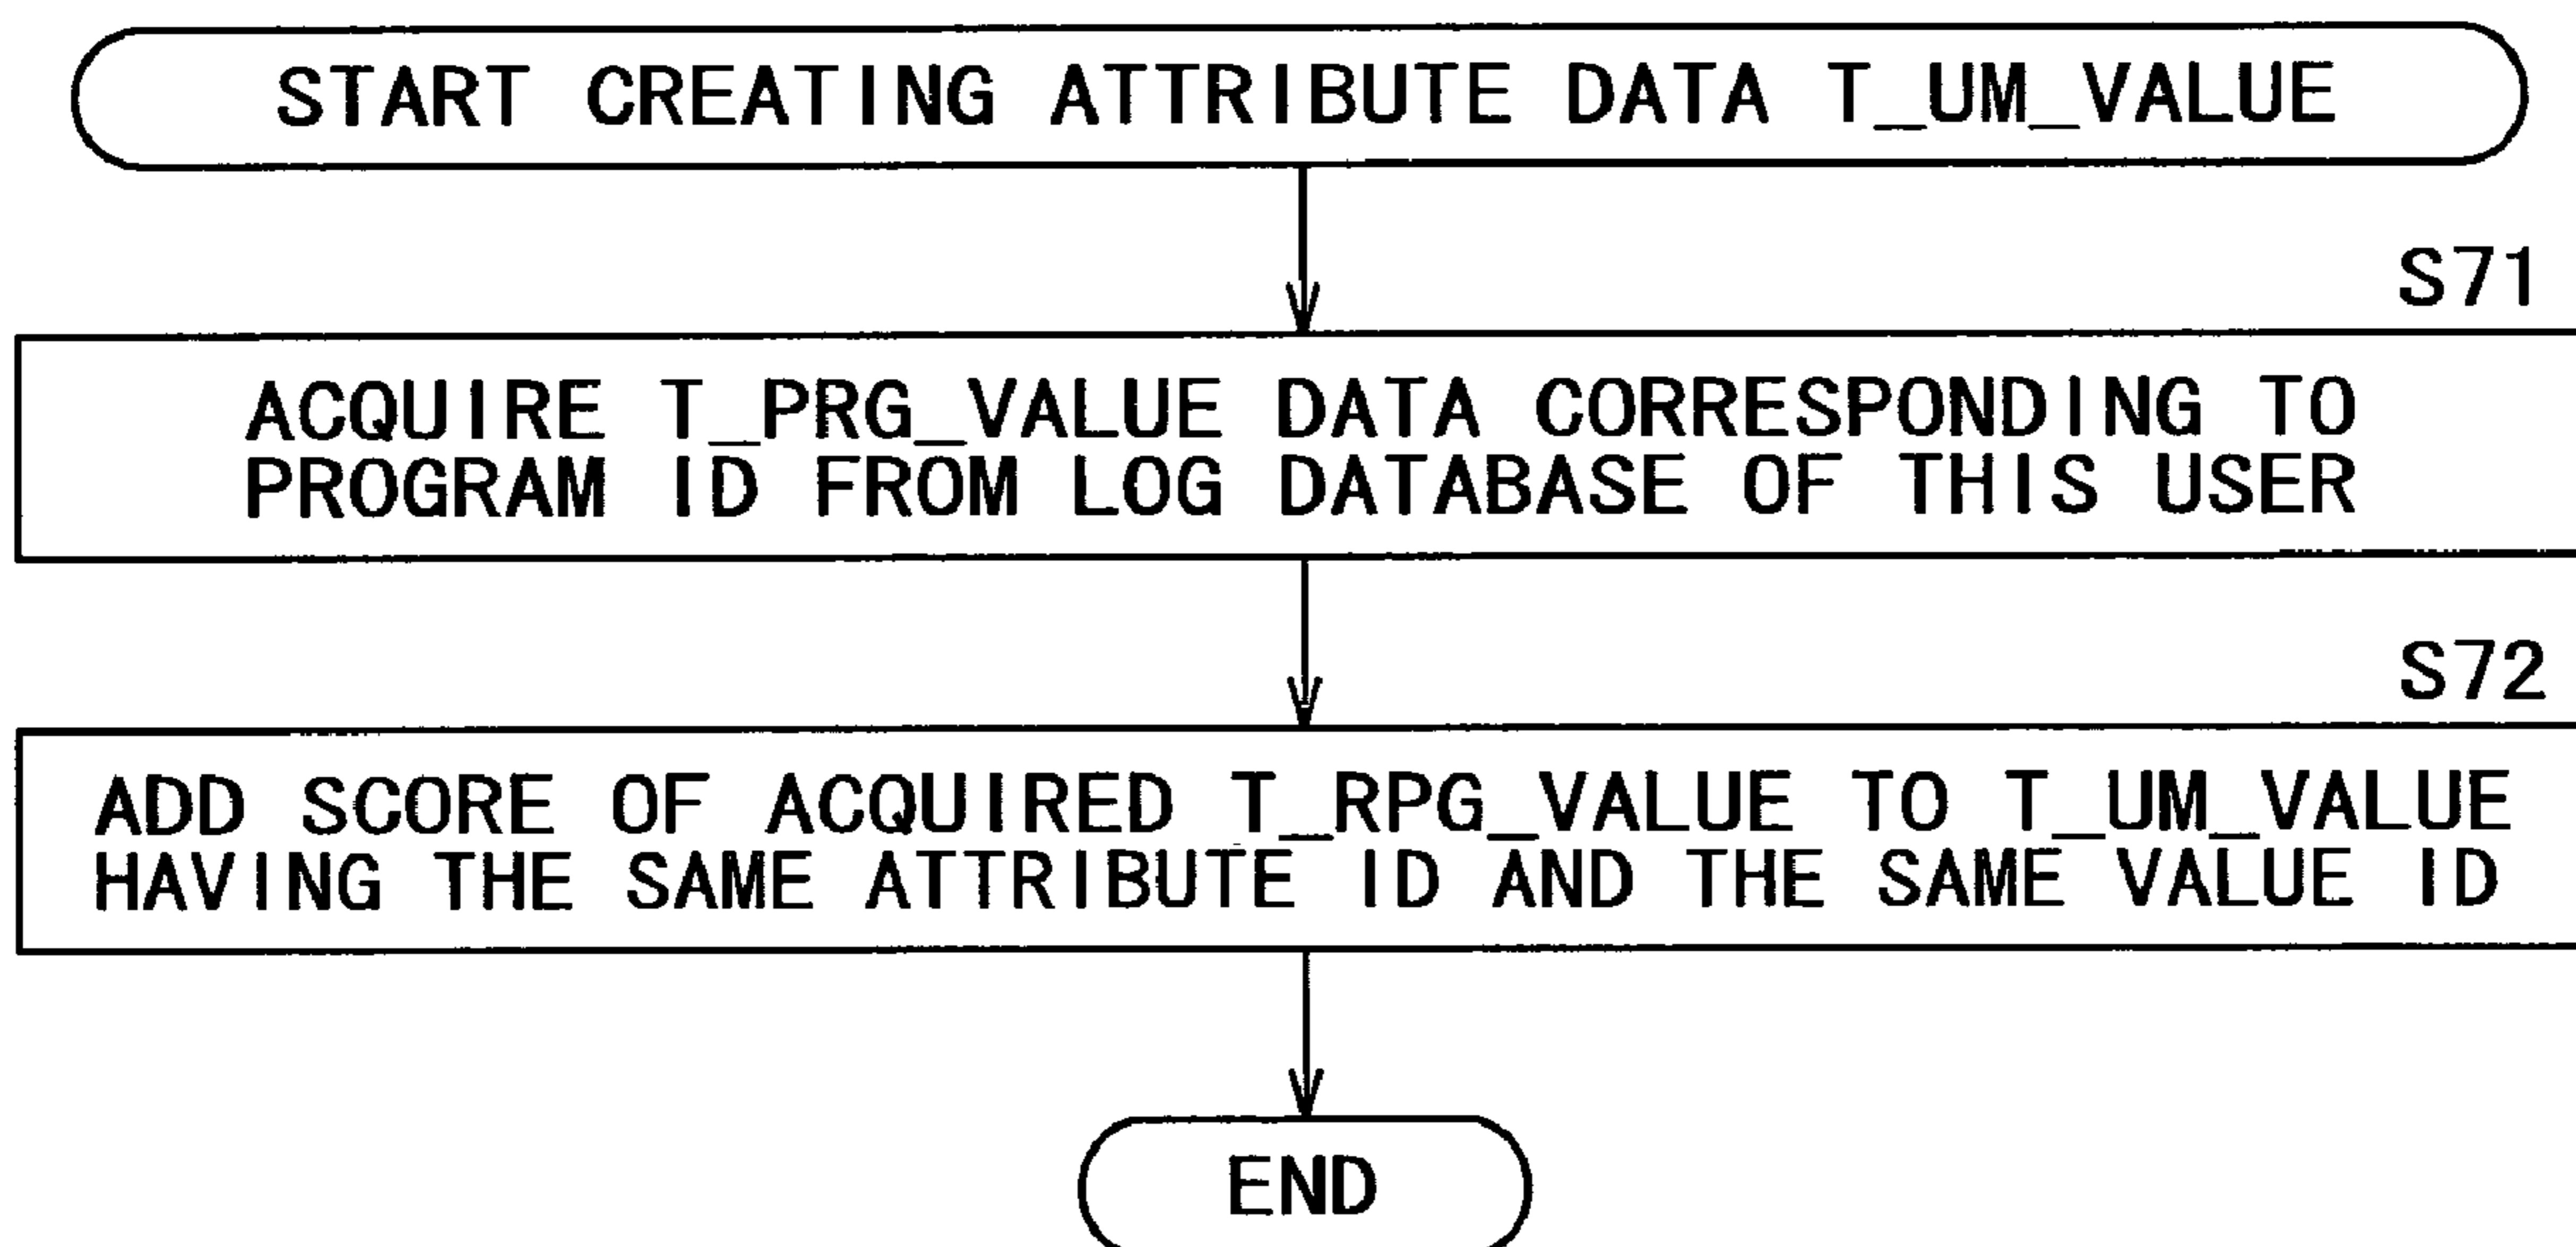 START CREATING ATTRIBUTE DATA T_UM_VALUE
S71
ACQUIRE T_PRG_VALUE DATA CORRESPONDING TO
PROGRAM ID FROM LOG DATABASE OF THIS USER
S72
ADD SCORE OF ACQUIRED T_RPG_VALUE TO T_UM_VALUE
HAVING THE SAME ATTRIBUTE ID AND THE SAME VALUE ID
END